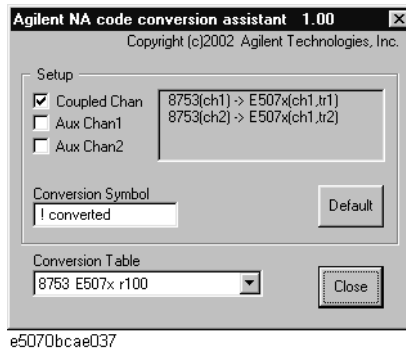 Agilent NA code conversion assistant 1.00
Copyright (c)2002 Agilent Technologies, Inc.
Setup
Coupled Chan
Aux Chan1
Aux Chan2
8753(ch1) -> E507x(ch1,tr1)
8753(ch2) -> E507x(ch1,tr2)
Conversion Symbol
! converted
Default
Conversion Table
8753 E507x r100
Close
e5070bcae037